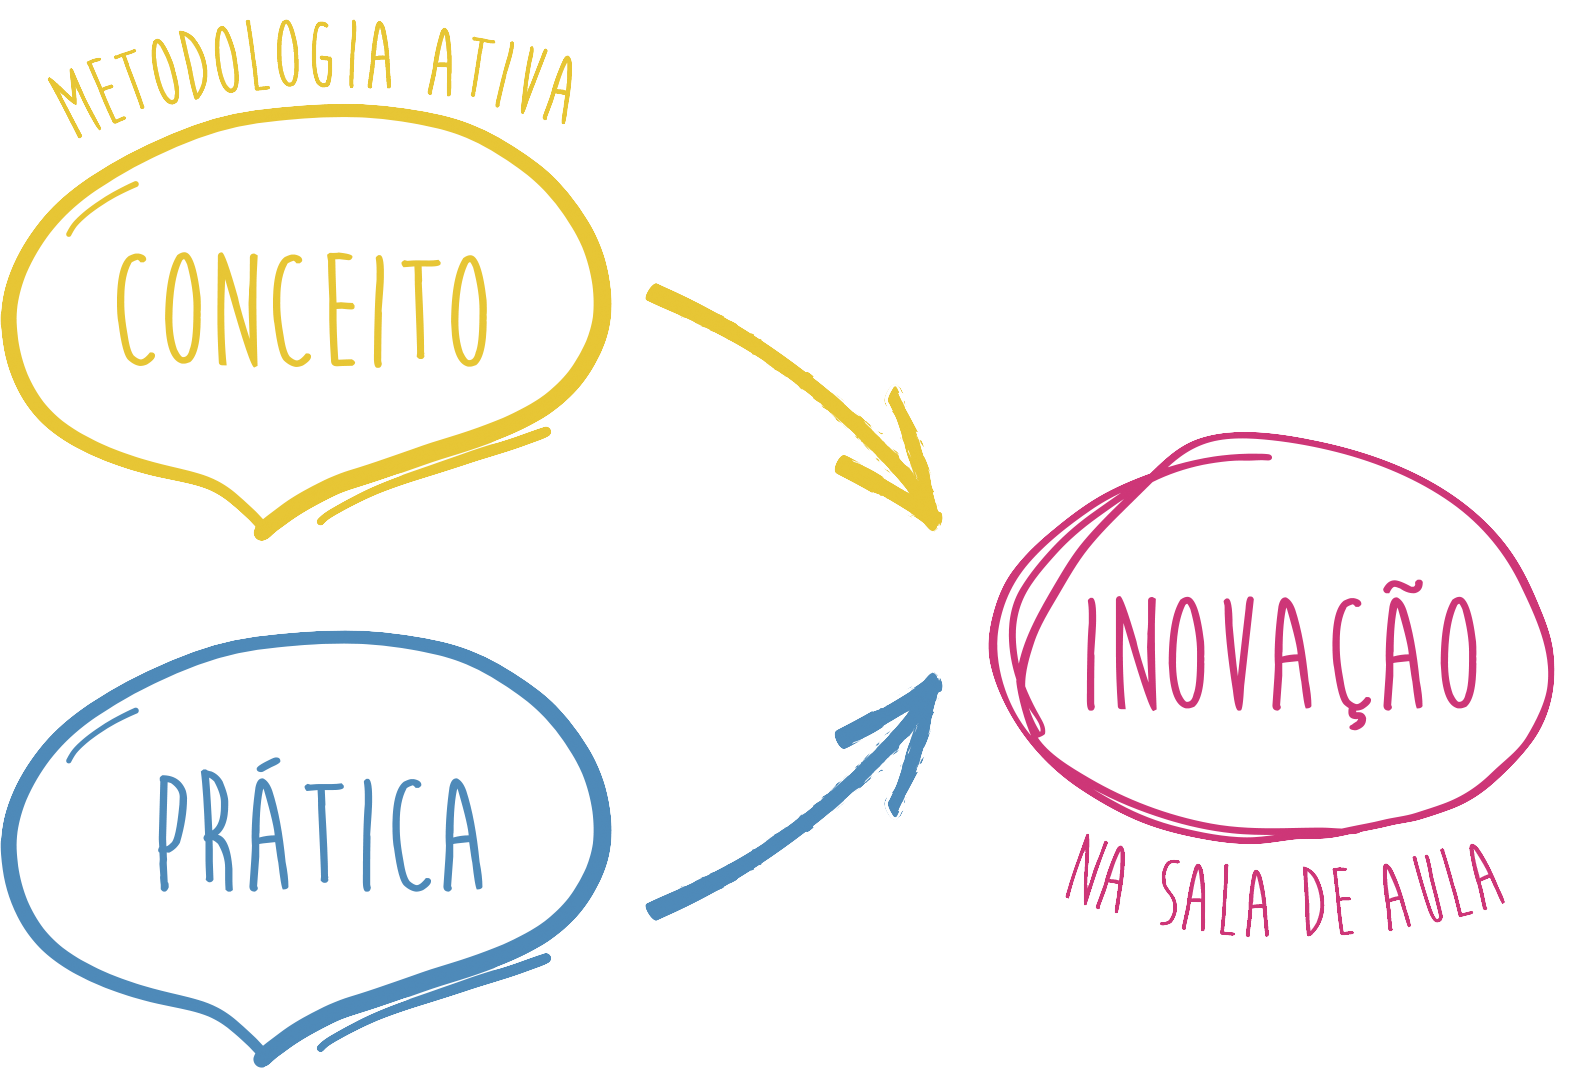 METODOLOGIA ATIVA
CONCEITO
PRÁTICA
INOVAÇÃO
NA SALA DE AULA